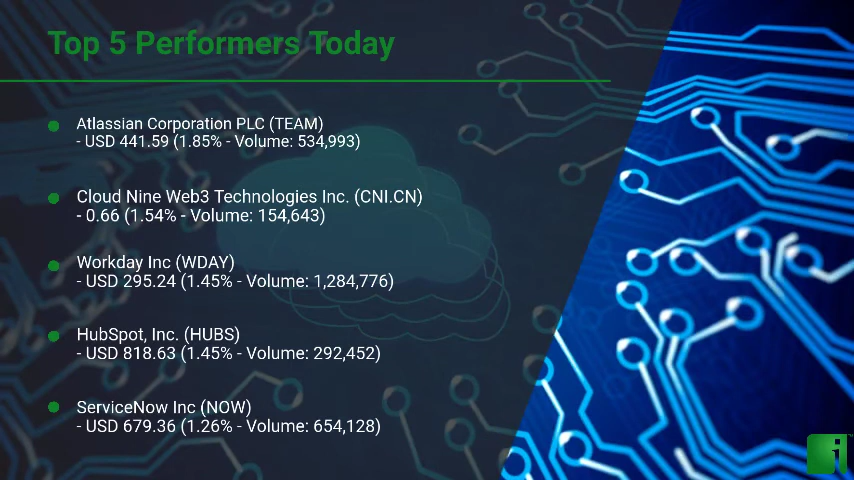 Top 5 Performers Today
Atlassian Corporation PLC (TEAM)
- USD 441.59 (1.85% - Volume: 534,993)
Cloud Nine Web3 Technologies Inc. (CNI.CN)
- 0.66 (1.54% - Volume: 154,643)
Workday Inc (WDAY)
- USD 295.24 (1.45% - Volume: 1,284,776)
HubSpot, Inc. (HUBS)
- USD 818.63 (1.45% - Volume: 292,452)
ServiceNow Inc (NOW)
- USD 679.36 (1.26% - Volume: 654,128)
i